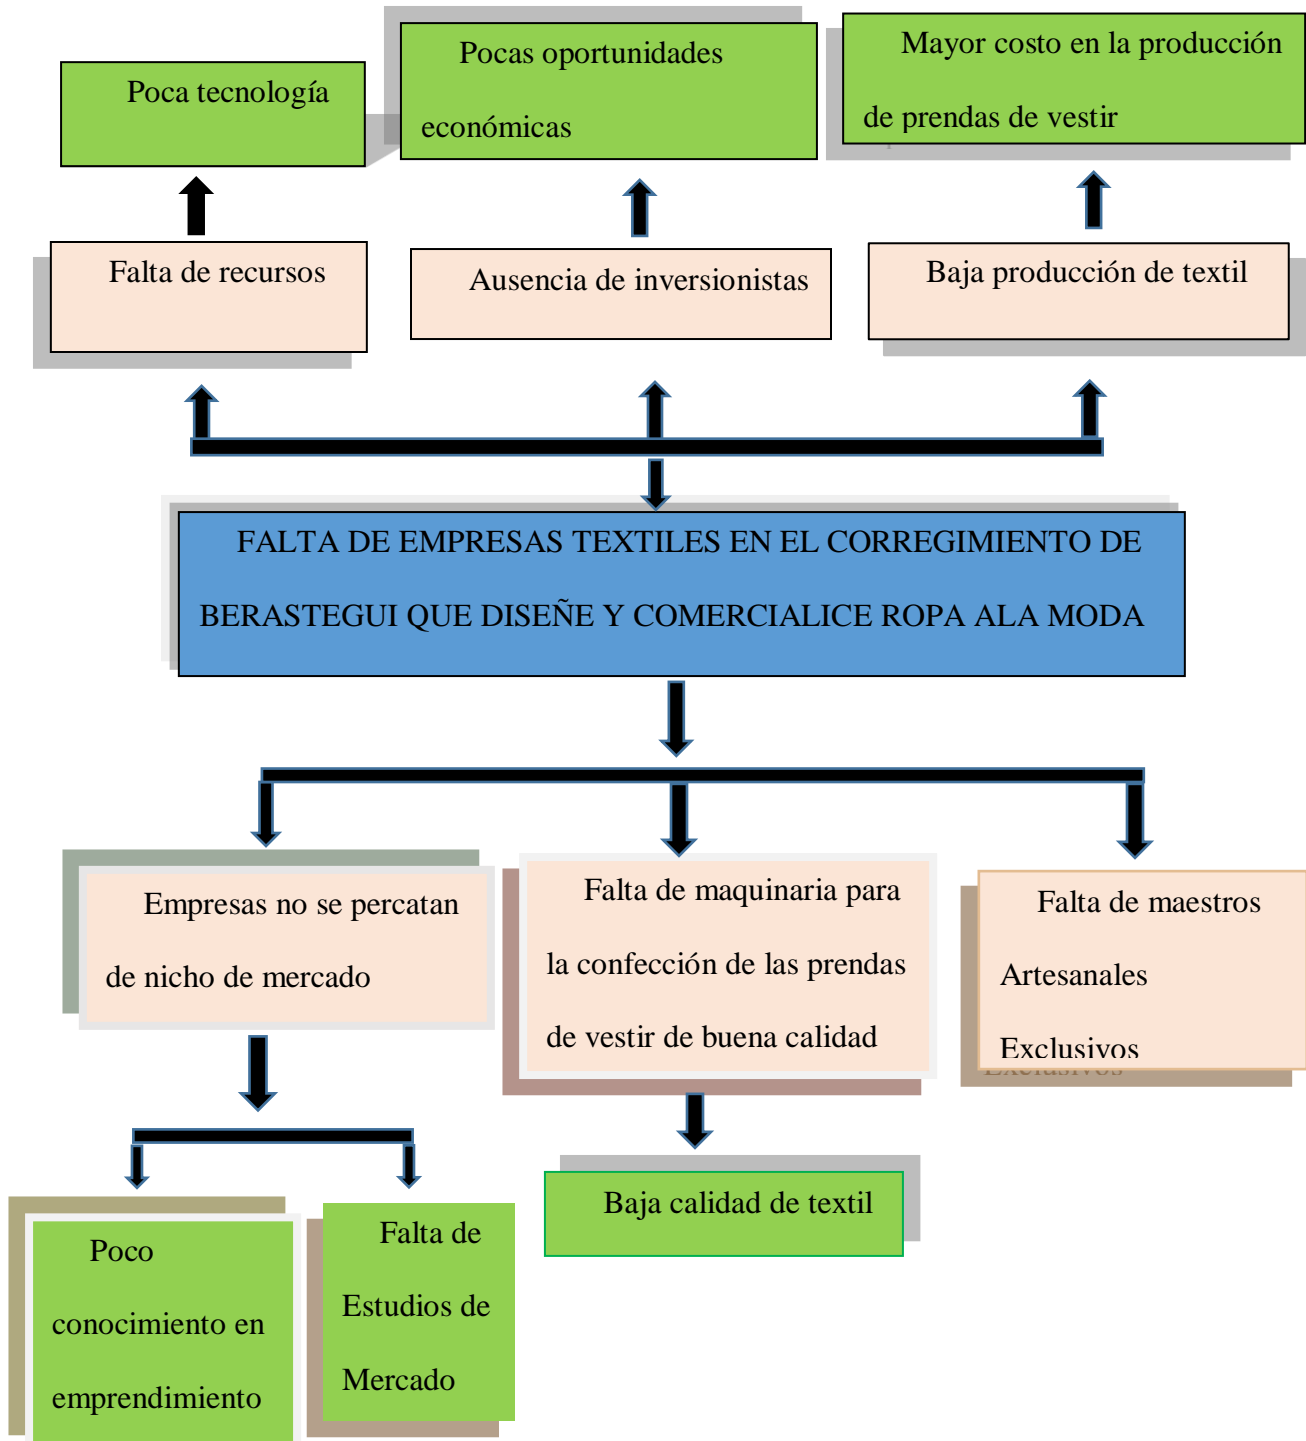 Poca tecnología
Pocas oportunidades
económicas
Mayor costo en la producción
de prendas de vestir
Falta de recursos
Ausencia de inversionistas
Baja producción de textil
FALTA DE EMPRESAS TEXTILES EN EL CORREGIMIENTO DE
BERASTEGUI QUE DISEÑE Y COMERCIALICE ROPA ALA MODA
Empresas no se percatan
de nicho de mercado
Falta de maquinaria para
la confección de las prendas
de vestir de buena calidad
Falta de maestros
Artesanales
Exclusivos
Poco
conocimiento en
emprendimiento
Falta de
Estudios de
Mercado
Baja calidad de textil